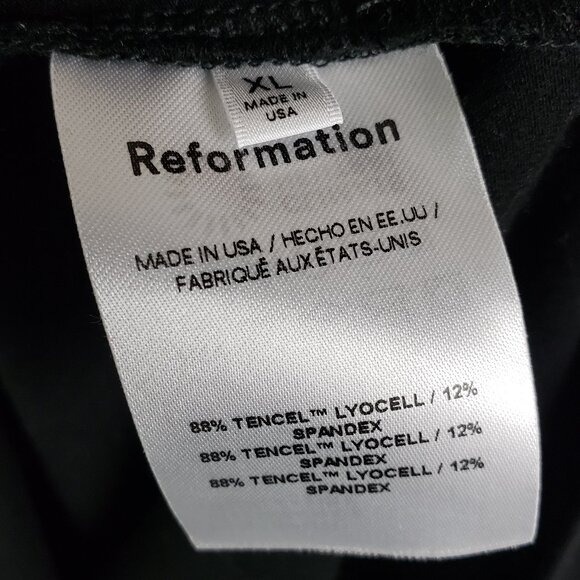 XL
MADE IN
USA
Reformation
MADE IN USA / HECHO EN EE.UU /
FABRIQUÉ AUX ÉTATS-UNIS
88% TENCEL™ LYOCELL / 12%
SPANDEX
88% TENCEL™ LYOCELL / 12%
SPANDEX
88% TENCEL™ LYOCELL / 12%
SPANDEX